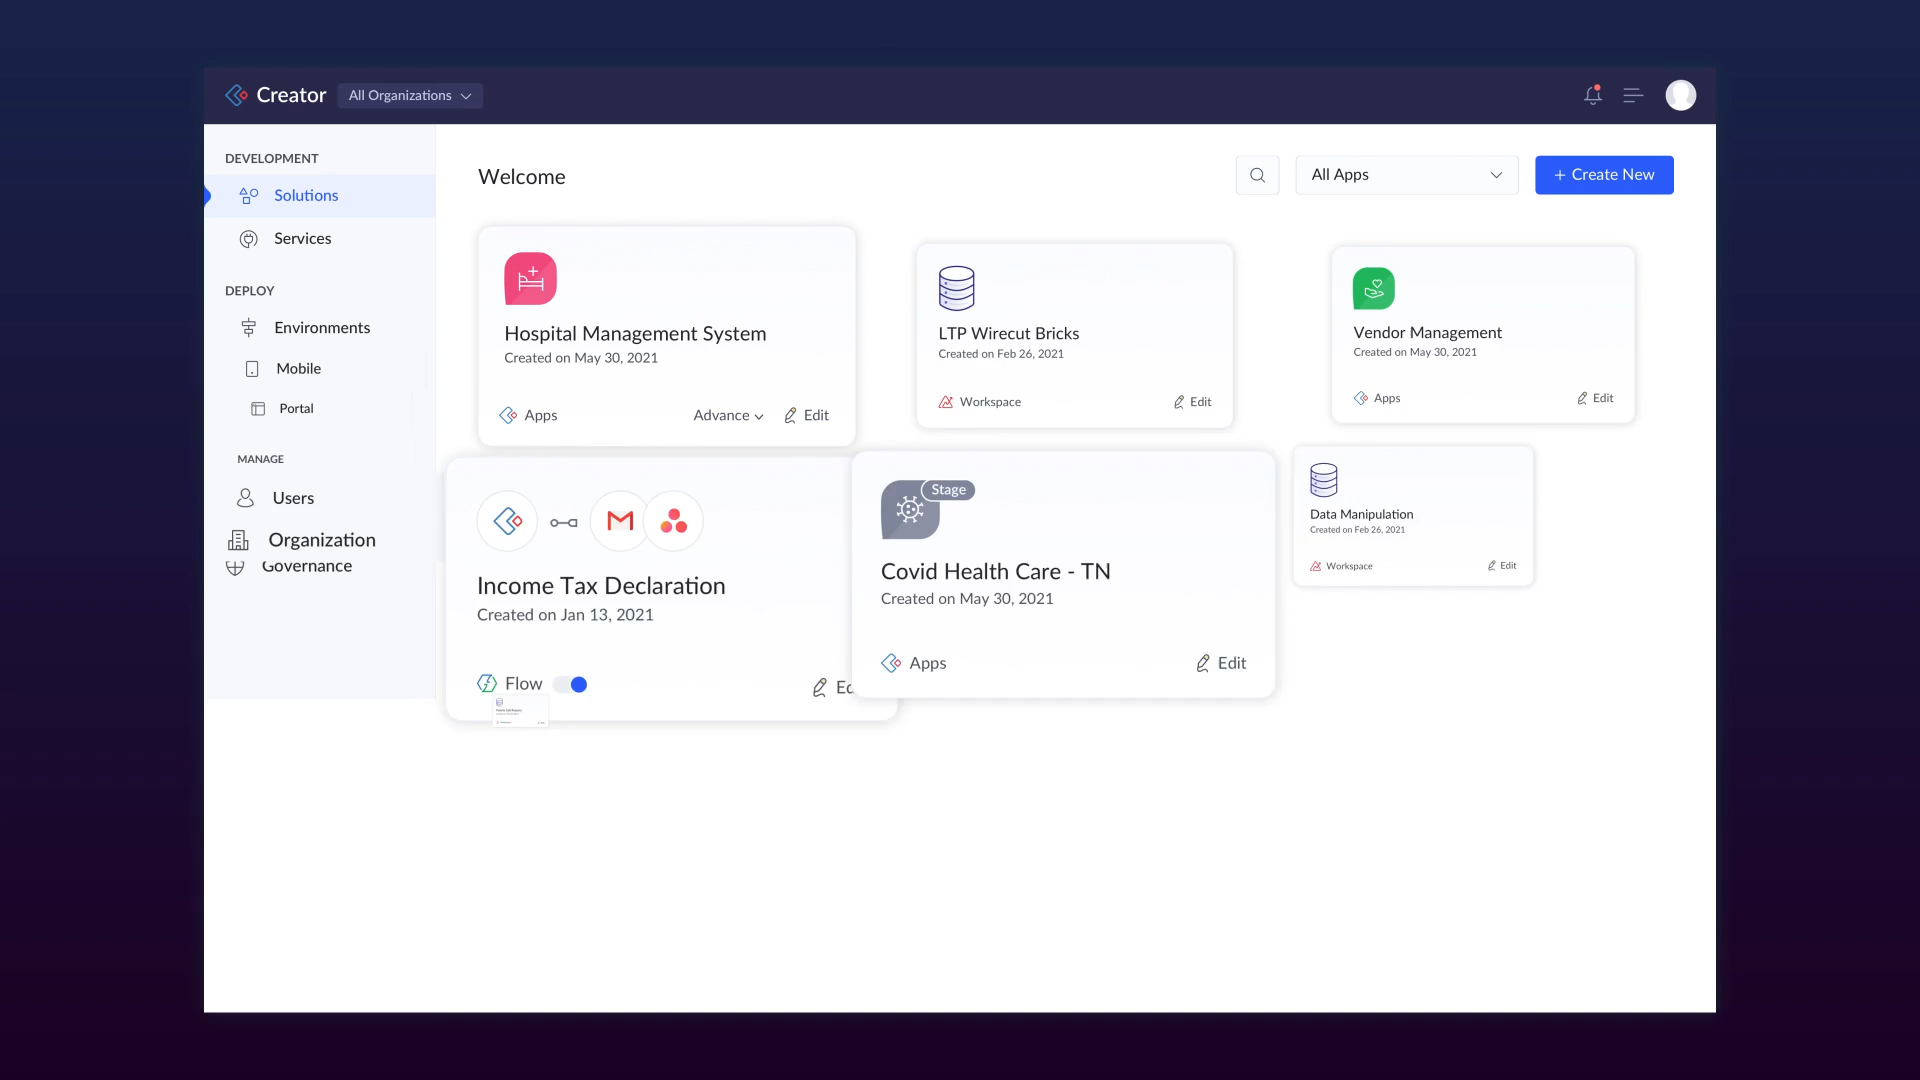 Creator
All Organizations
DEVELOPMENT
Solutions
Services
DEPLOY
Environments
Mobile
Portal
MANAGE
Users
Organization
Governance
Welcome
All Apps
+ Create New
Hospital Management System
Created on May 30, 2021
Apps
Advance
Edit
LTP Wirecut Bricks
Created on Feb 26, 2021
Workspace
Edit
Vendor Management
Created on May 30, 2021
Apps
Edit
Income Tax Declaration
Created on Jan 13, 2021
Flow
Stage
Covid Health Care - TN
Created on May 30, 2021
Apps
Edit
Data Manipulation
Created on Feb 26, 2021
Workspace
Edit